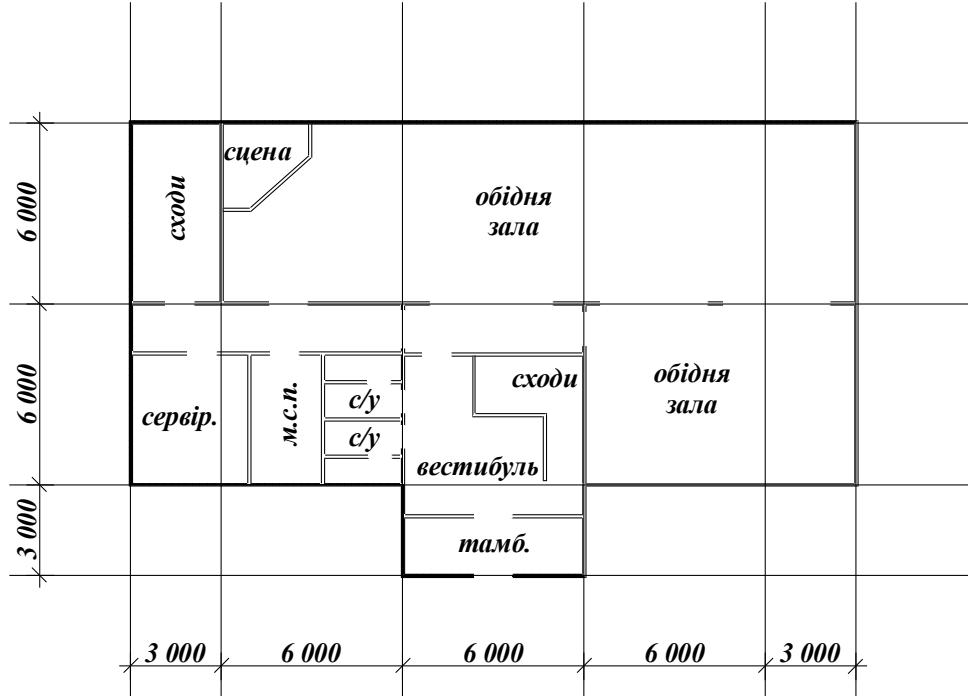 сцена
сходи
обідня
зала
6 000
сходи
обідня
зала
6 000
сервір.
м.с.п.
с/у
с/у
вестибуль
3 000
тамб.
3 000
6 000
6 000
6 000
3 000